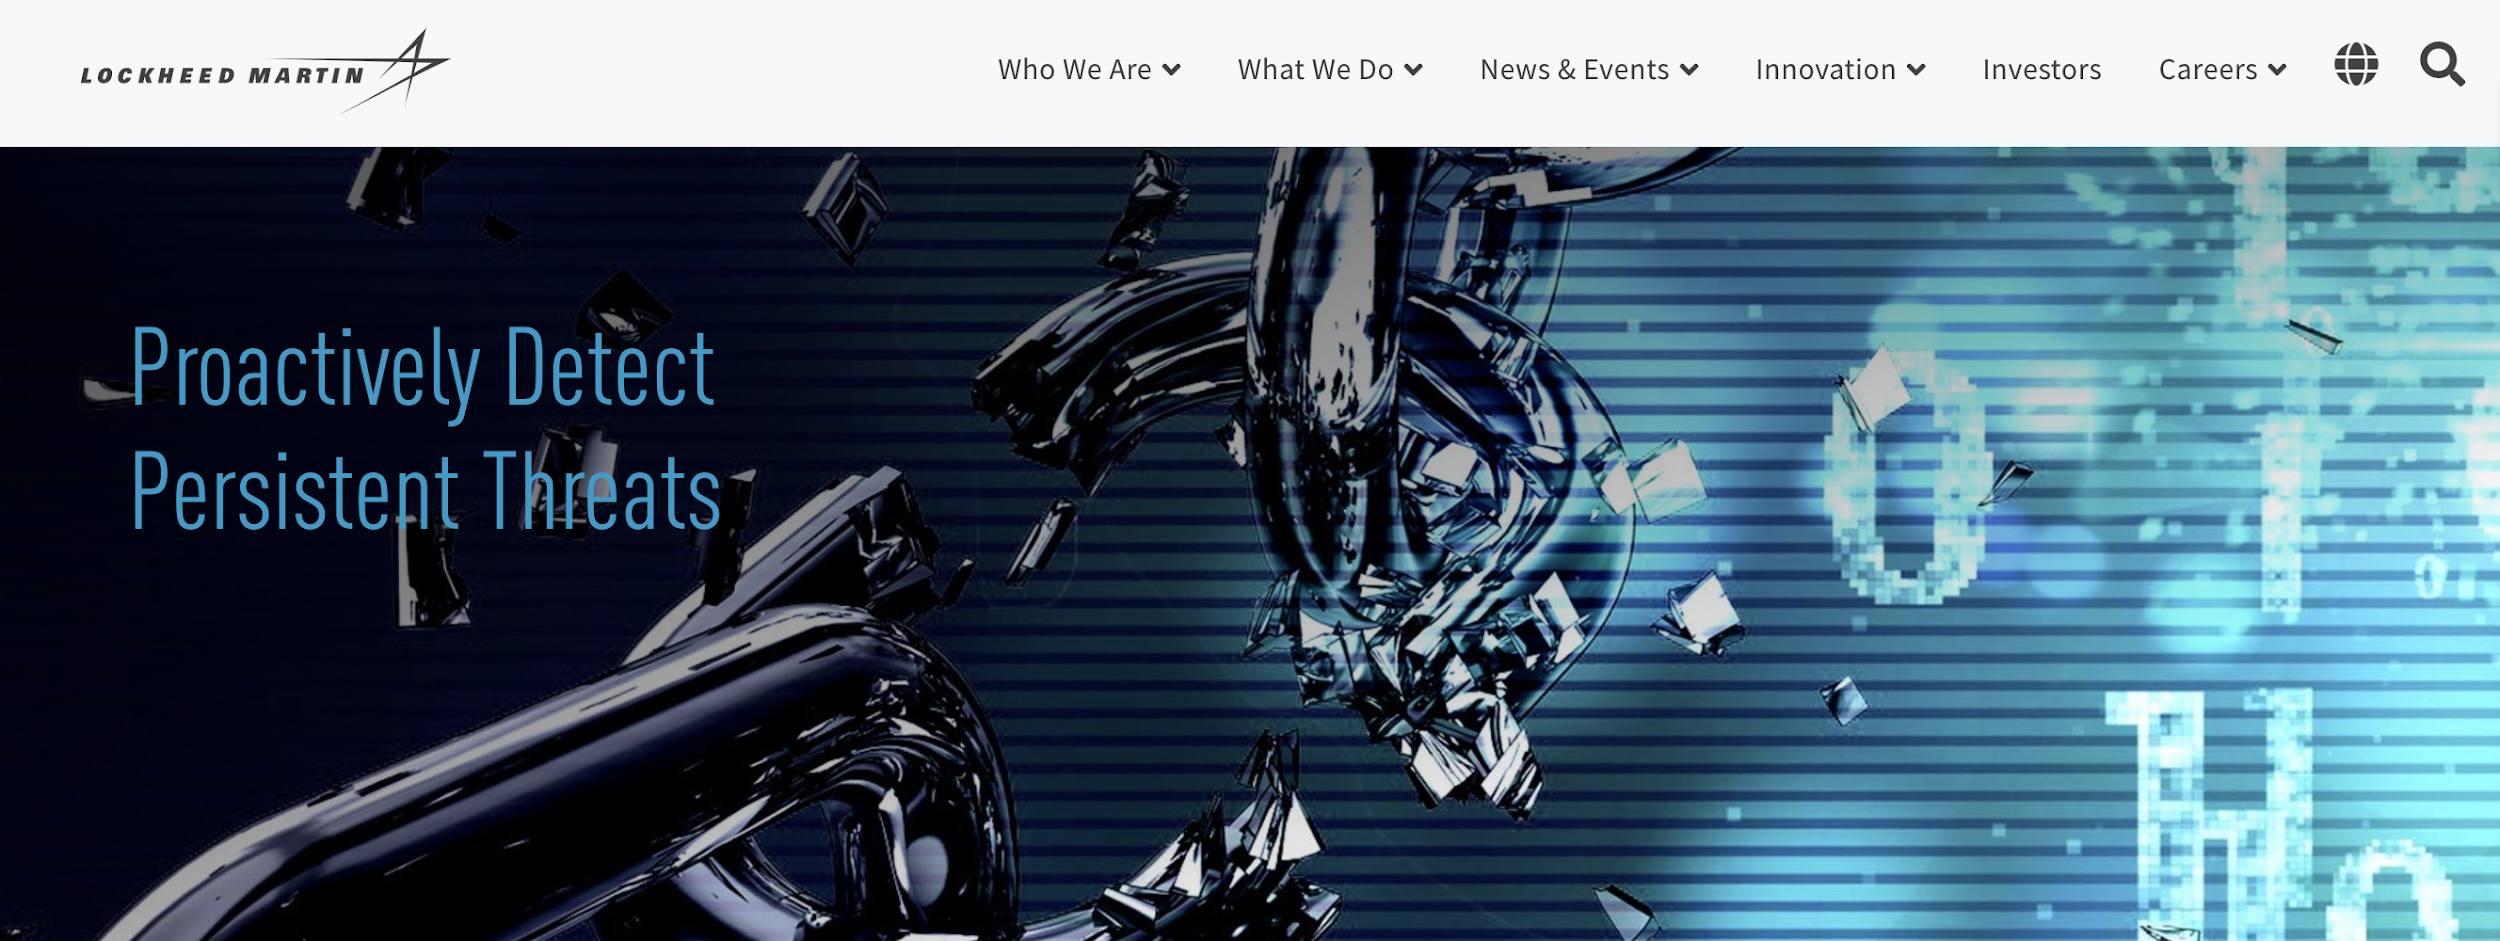 LOCKHEED MARTIN
Who We Are
What We Do
News & Events
Innovation
Investors
Careers
Proactively Detect
Persistent Threats